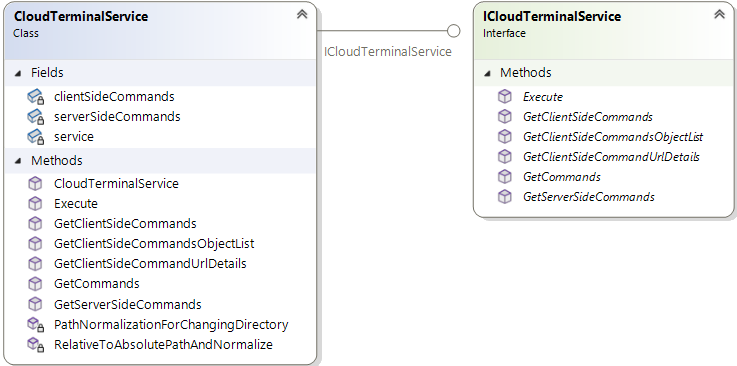 CloudTerminalService
Class
Fields
clientSideCommands
serverSideCommands
service
Methods
CloudTerminalService
Execute
GetClientSideCommands
GetClientSideCommandsObjectList
GetClientSideCommandUrlDetails
GetCommands
GetServerSideCommands
PathNormalizationForChangingDirectory
RelativeToAbsolutePathAndNormalize
ICloudTerminalService
ICloudTerminalService
Interface
Methods
Execute
GetClientSideCommands
GetClientSideCommandsObjectList
GetClientSideCommandUrlDetails
GetCommands
GetServerSideCommands